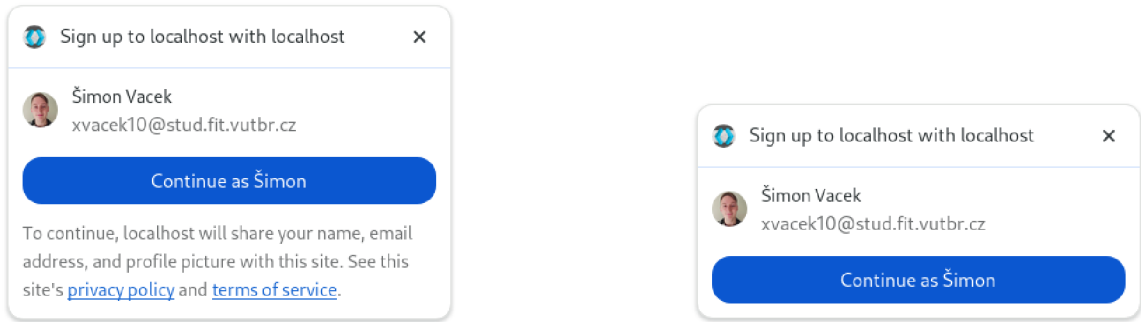 Sign up to localhost with localhost
Šimon Vacek
xvacek10@stud.fit.vutbr.cz
Continue as Šimon
To continue, localhost will share your name, email
address, and profile picture with this site. See this
site's privacy policy and terms of service.
Sign up to localhost with localhost
Šimon Vacek
xvacek10@stud.fit.vutbr.cz
Continue as Šimon